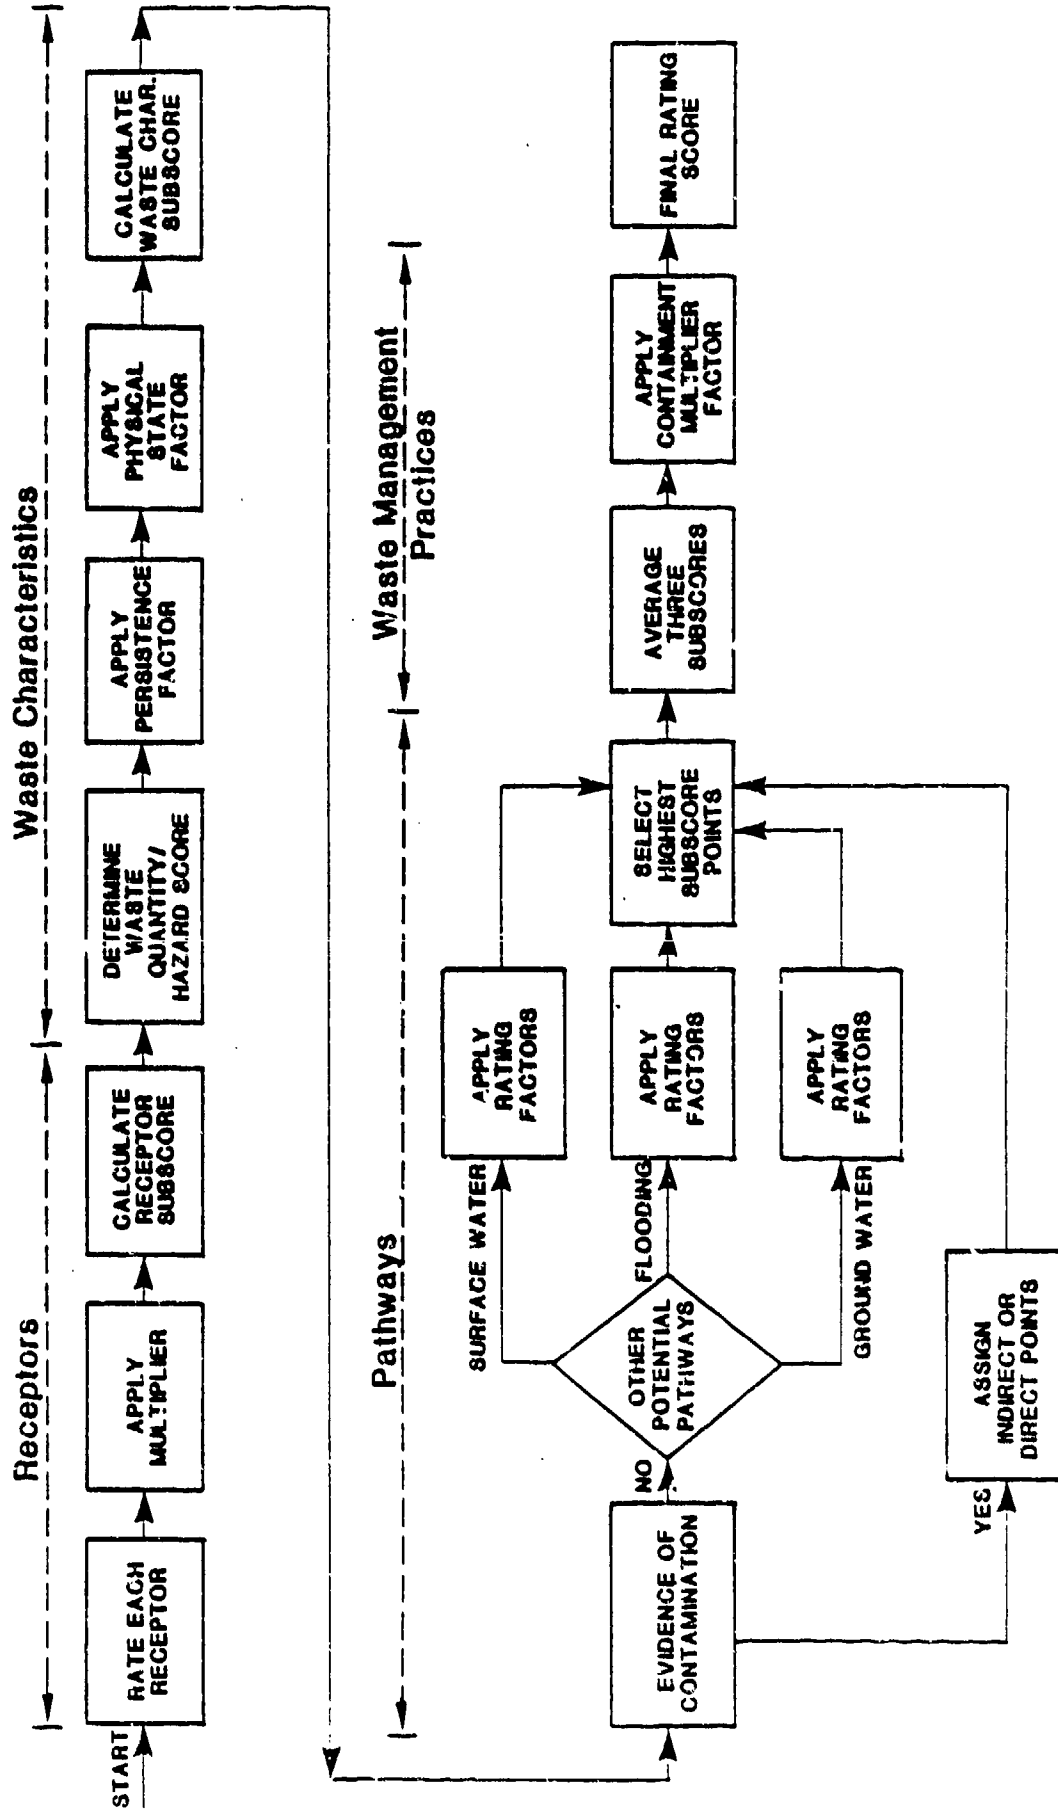 Receptors
Waste Characteristics
START
RATE EACH
RECEPTOR
APPLY
MULTIPLIER
CALCULATE
RECEPTOR
SUBSCORE
DETERMINE
WASTE
QUANTITY/
HAZARD SCORE
APPLY
PERSISTENCE
FACTOR
APPLY
PHYSICAL
STATE
FACTOR
CALCULATE
WASTE CHAR.
SUBSCORE
Pathways
Waste Management
Practices
EVIDENCE OF
CONTAMINATION
NO
YES
OTHER
POTENTIAL
PATHWAYS
SURFACE WATER
APPLY
RATING
FACTORS
FLOODING
APPLY
RATING
FACTORS
GROUND WATER
APPLY
RATING
FACTORS
ASSIGN
INDIRECT OR
DIRECT POINTS
SELECT
HIGHEST
SUBSCORE
POINTS
AVERAGE
THREE
SUBSCORES
APPLY
CONTAINMENT
MULTIPLIER
FACTOR
FINAL RATING
SCORE